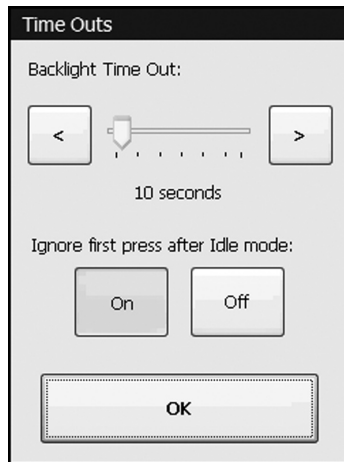 Time Outs
Backlight Time Out:
< >
10 seconds
Ignore first press after Idle mode:
On Off
OK